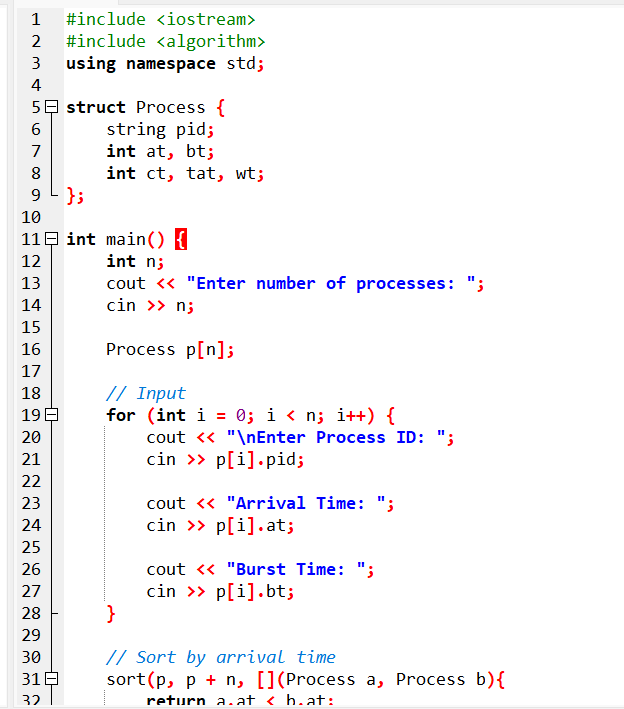 1 #include <iostream>
2 #include <algorithm>
3 using namespace std;
4
5 struct Process {
6     string pid;
7     int at, bt;
8     int ct, tat, wt;
9 };
10
11 int main() {
12     int n;
13     cout << "Enter number of processes: ";
14     cin >> n;
15
16     Process p[n];
17
18     // Input
19     for (int i = 0; i < n; i++) {
20         cout << "\nEnter Process ID: ";
21         cin >> p[i].pid;
22
23         cout << "Arrival Time: ";
24         cin >> p[i].at;
25
26         cout << "Burst Time: ";
27         cin >> p[i].bt;
28     }
29
30     // Sort by arrival time
31     sort(p, p + n, [](Process a, Process b){
32         return a.at < b.at;